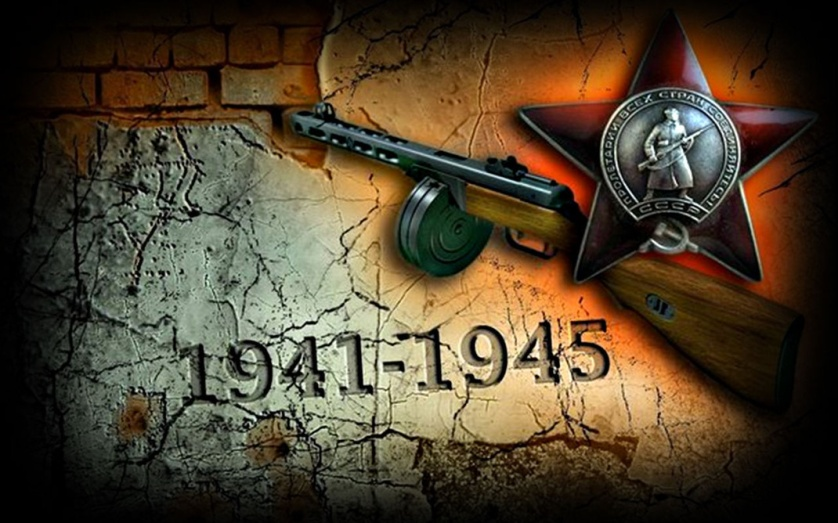 ПРОЛЕТАРИИ ВСЕХ СТРАН СОЕДИНЯЙТЕСЬ!
СССР
1941-1945